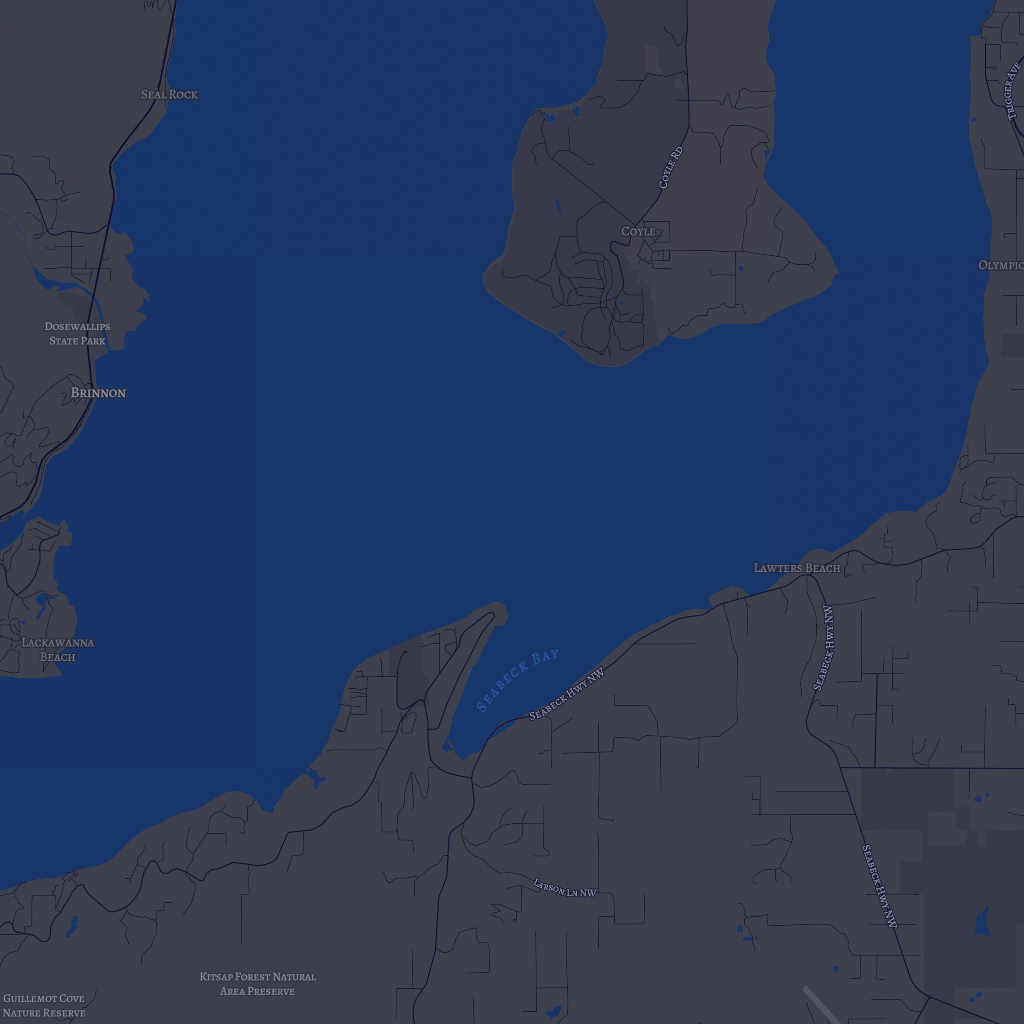 Seal Rock
Trigger Ave
Coyle Rd
Coyle
Olympic
Dosewallips
State Park
Brinnon
Lawters Beach
Seabeck Hwy NW
Lackawanna
Beach
Seabeck Bay
Seabeck Hwy NW
Seabeck Hwy NW
Larson Ln NW
Kitsap Forest Natural
Area Preserve
Guillemot Cove
Nature Reserve